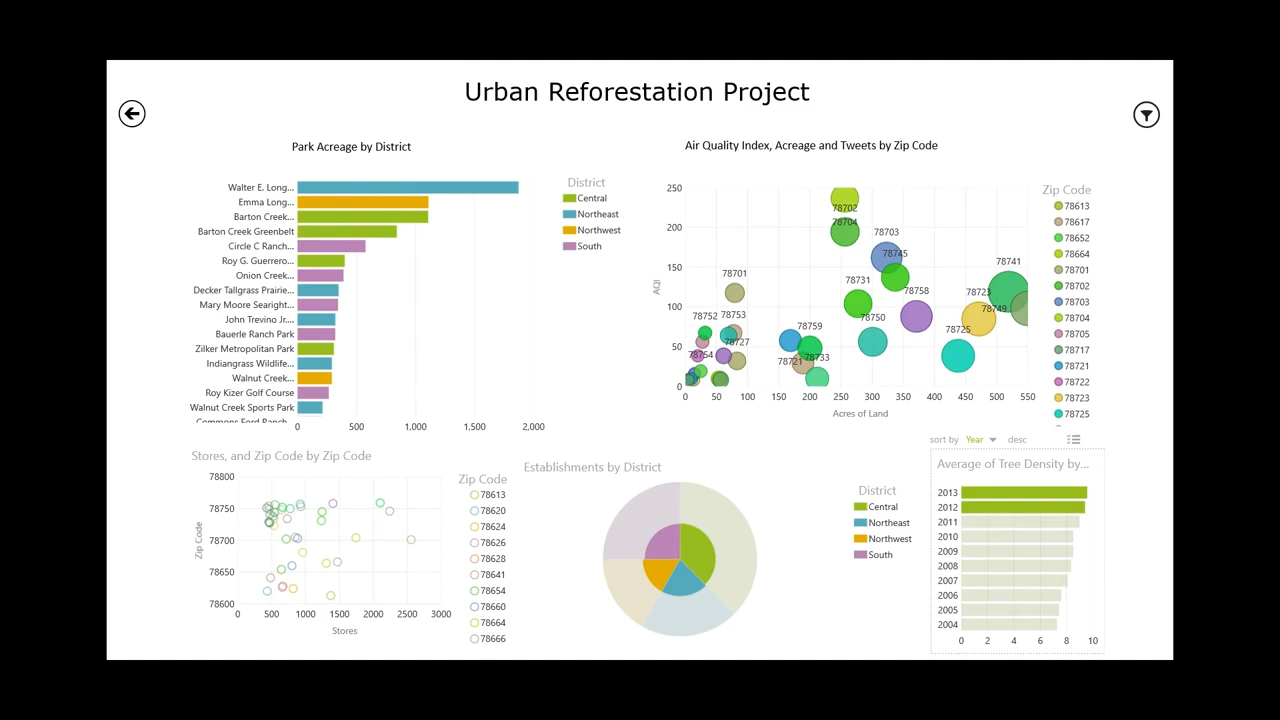 Urban Reforestation Project
Park Acreage by District
Walter E. Long...
Emma Long...
Barton Creek...
Barton Creek Greenbelt
Circle C Ranch...
Roy G. Guerrero...
Onion Creek...
Decker Tallgrass Prairie...
Mary Moore Searight...
John Trevino Jr....
Bauerle Ranch Park
Zilker Metropolitan Park
Indiangrass Wildlife...
Walnut Creek...
Roy Kizer Golf Course
Walnut Creek Sports Park
Commons Ford Ranch
0 500 1,000 1,500 2,000
District
Central
Northeast
Northwest
South
Air Quality Index, Acreage and Tweets by Zip Code
AQI
250
200
150
100
50
0
78702
78704
78703
78745
78741
78701
78731
78758
78723
78749
78752 78753
78750
78725
78759
78727
78754
78721 78733
0 50 100 150 200 250 300 350 400 450 500 550
Acres of Land
Zip Code
78613
78617
78652
78664
78701
78702
78703
78704
78705
78717
78721
78722
78723
78725
Stores, and Zip Code by Zip Code
Zip Code
78800
78750
78700
78650
78600
0 500 1000 1500 2000 2500 3000
Stores
Zip Code
78613
78620
78624
78626
78628
78641
78654
78660
78664
78666
Establishments by District
District
Central
Northeast
Northwest
South
sort by Year desc
Average of Tree Density by...
2013
2012
2011
2010
2009
2008
2007
2006
2005
2004
0 2 4 6 8 10